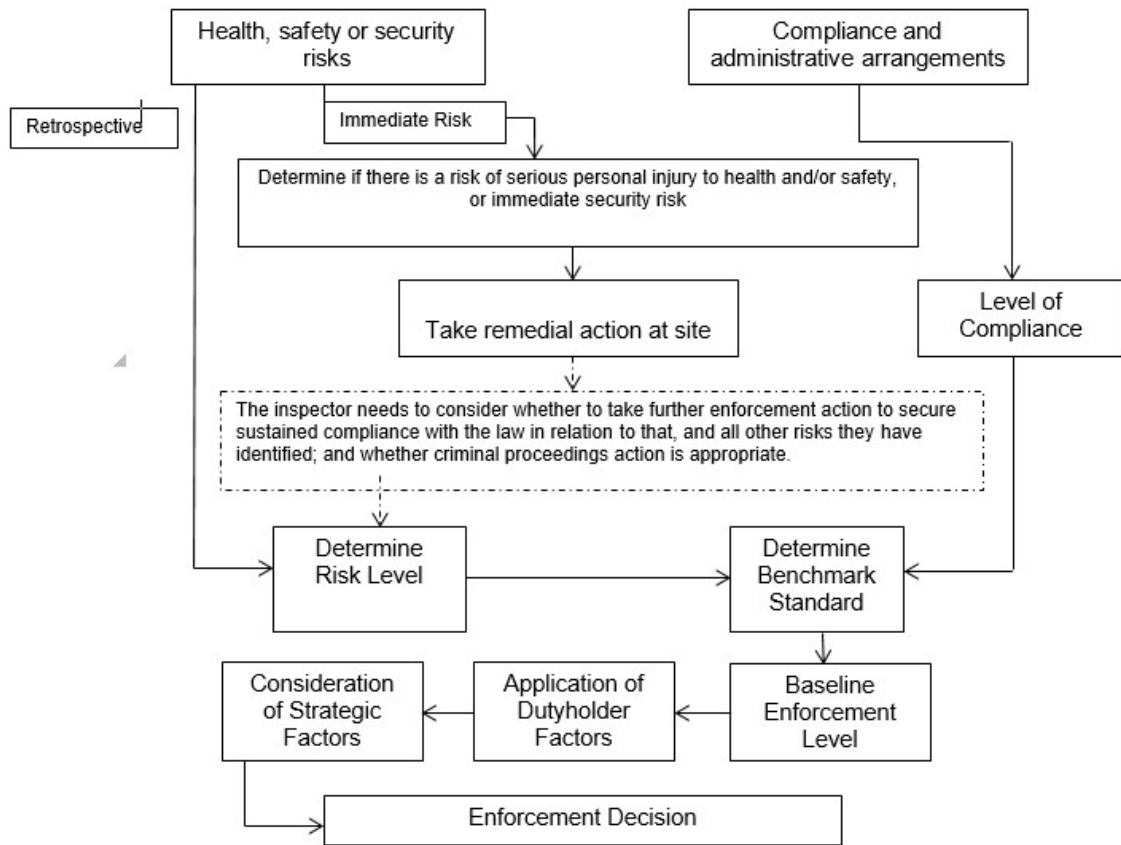 Health, safety or security
risks
Compliance and
administrative arrangements
Retrospective
Immediate Risk
Determine if there is a risk of serious personal injury to health and/or safety,
or immediate security risk
Take remedial action at site
Level of
Compliance
The inspector needs to consider whether to take further enforcement action to secure
sustained compliance with the law in relation to that, and all other risks they have
identified; and whether criminal proceedings action is appropriate.
Determine
Risk Level
Determine
Benchmark
Standard
Consideration
of Strategic
Factors
Application of
Dutyholder
Factors
Baseline
Enforcement
Level
Enforcement Decision